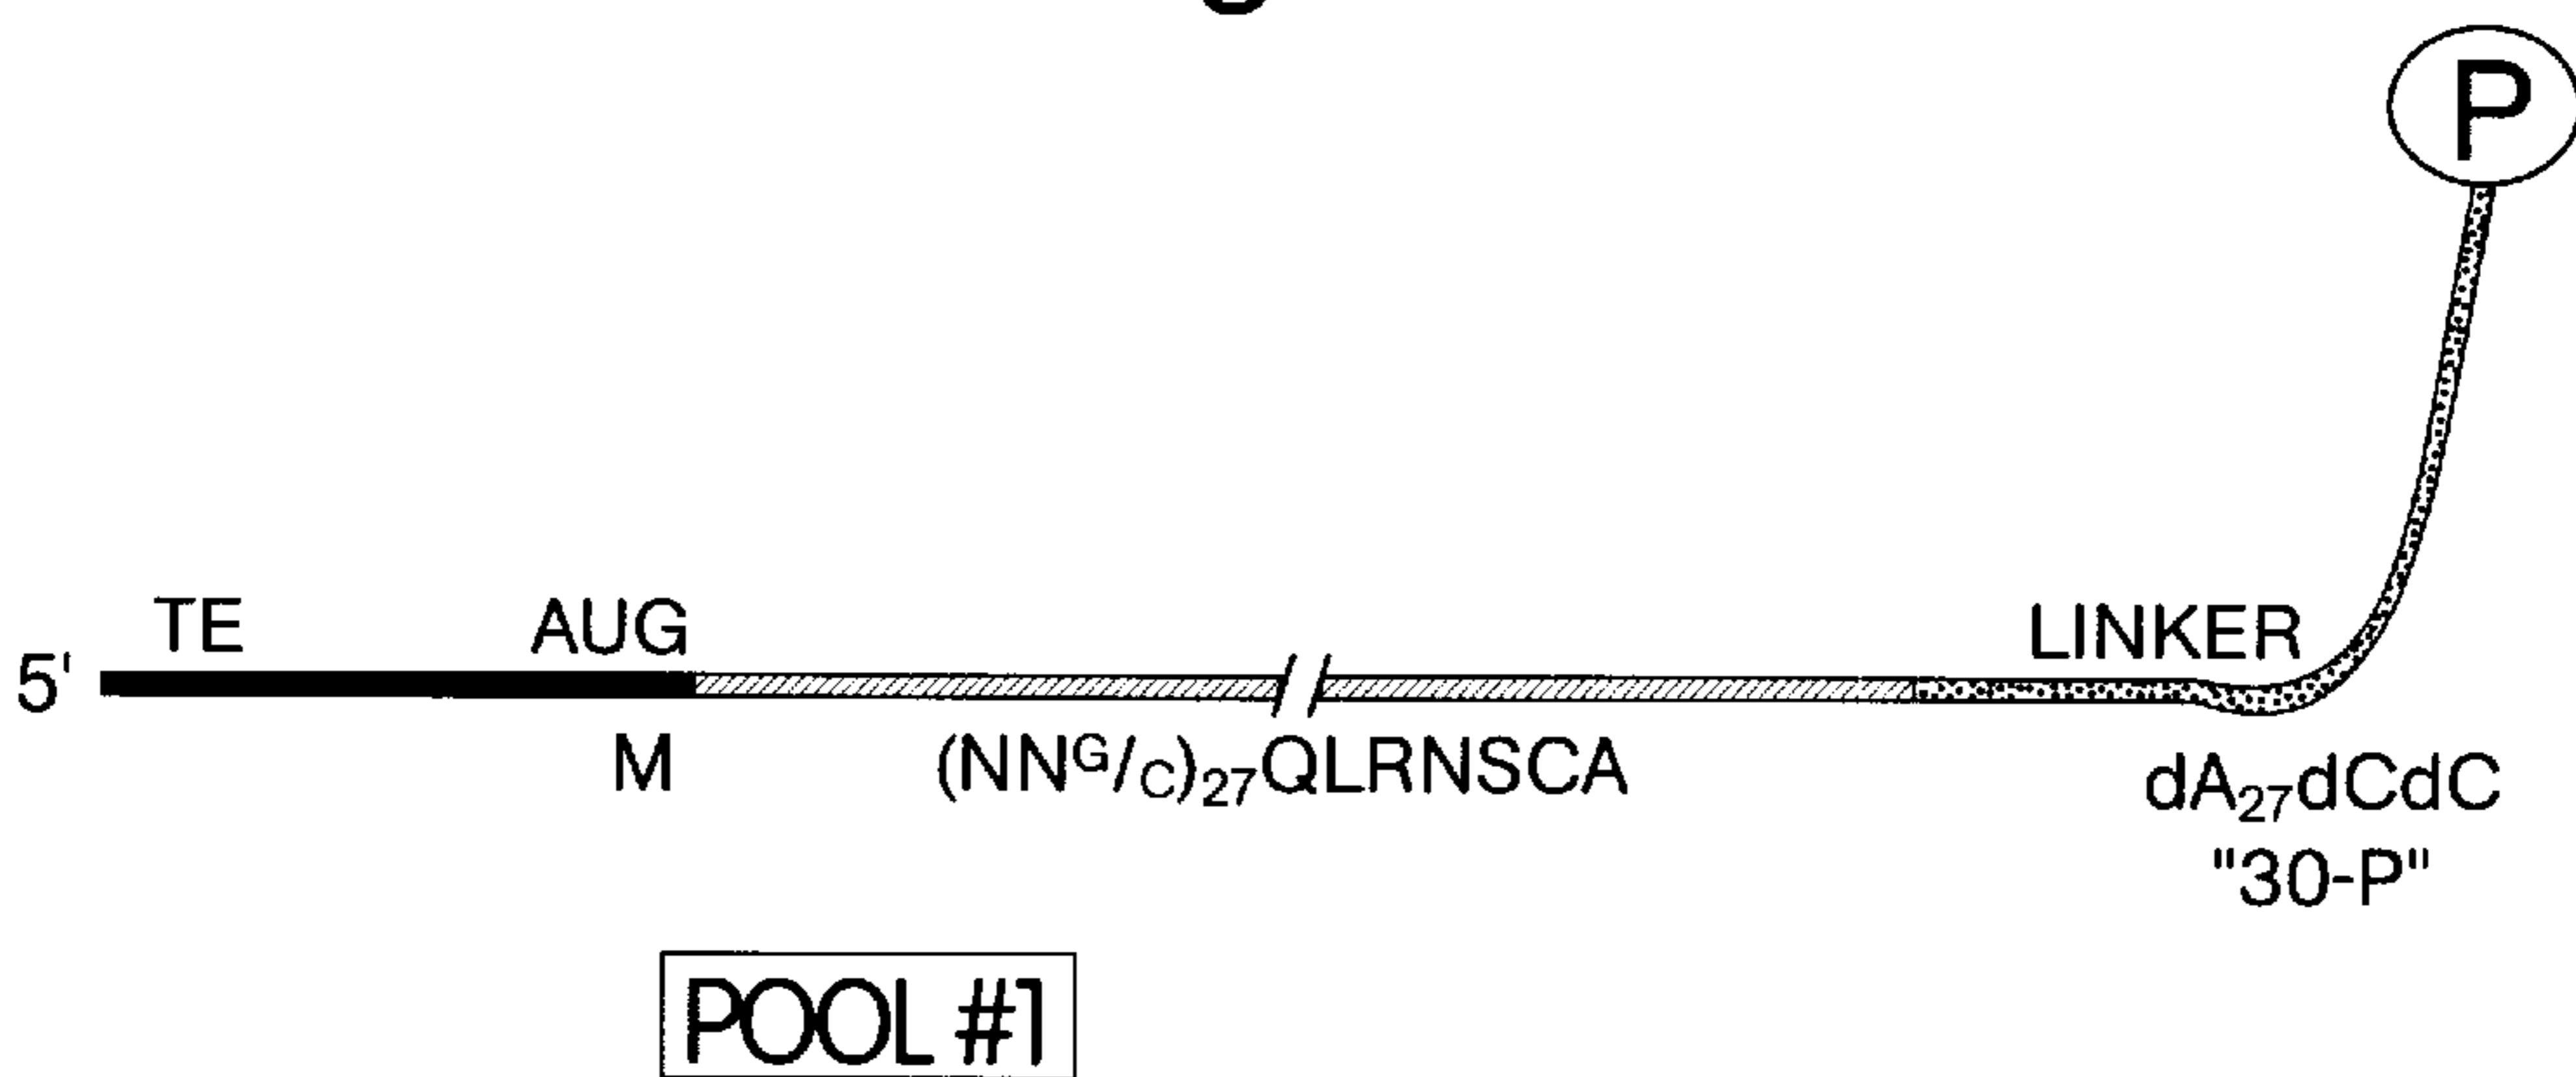 P
TE AUG LINKER
5'
M (NNG/C)27QLRNSCA dA27dCdC
"30-P"
POOL #1